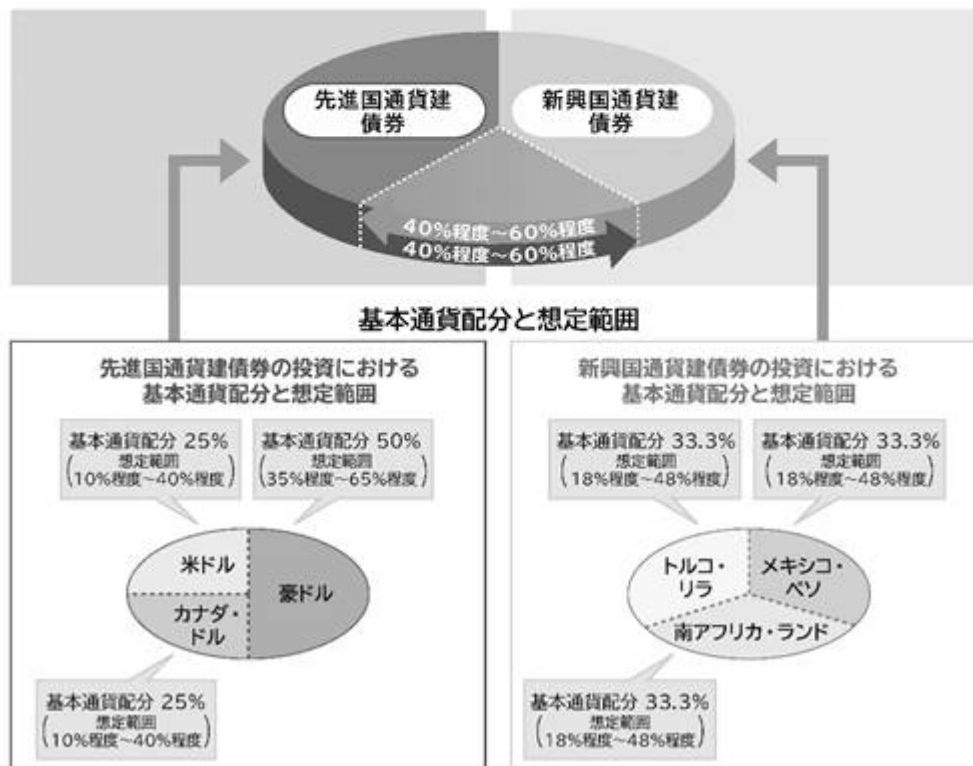 先進国通貨建
債券
新興国通貨建
債券
40%程度～60%程度
40%程度～60%程度
基本通貨配分と想定範囲
先進国通貨建債券の投資における
基本通貨配分と想定範囲
基本通貨配分 25%
想定範囲
(10%程度～40%程度)
基本通貨配分 50%
想定範囲
(35%程度～65%程度)
米ドル
豪ドル
カナダ・
ドル
基本通貨配分 25%
想定範囲
(10%程度～40%程度)
新興国通貨建債券の投資における
基本通貨配分と想定範囲
基本通貨配分 33.3%
想定範囲
(18%程度～48%程度)
基本通貨配分 33.3%
想定範囲
(18%程度～48%程度)
トルコ・
リラ
メキシコ・
ペソ
南アフリカ・ランド
基本通貨配分 33.3%
想定範囲
(18%程度～48%程度)